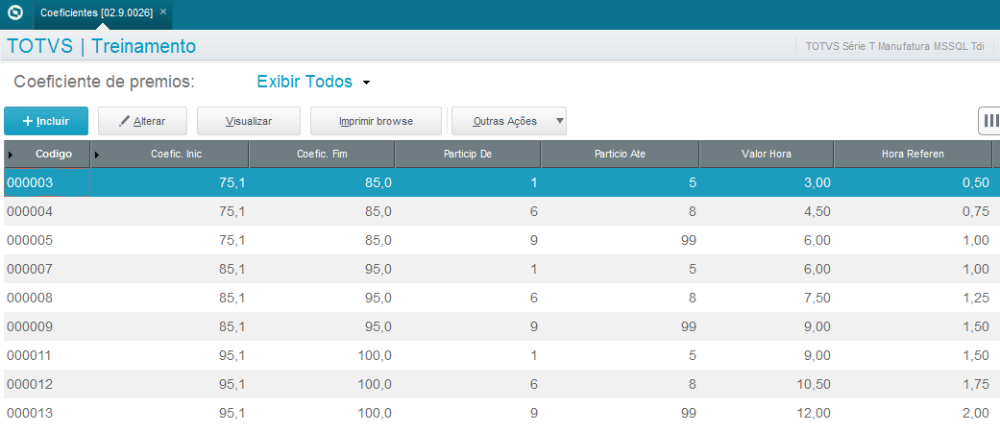 Coeficientes [02.9.0026] ×
TOTVS | Treinamento TOTVS Série T Manufatura MSSQL Tdi
Coeficiente de premios: Exibir Todos
+ Incluir Alterar Visualizar Imprimir browse Outras Ações
Codigo Coefic. Inic Coefic. Fim Particip De Particio Ate Valor Hora Hora Referen
000003 75,1 85,0 1 5 3,00 0,50
000004 75,1 85,0 6 8 4,50 0,75
000005 75,1 85,0 9 99 6,00 1,00
000007 85,1 95,0 1 5 6,00 1,00
000008 85,1 95,0 6 8 7,50 1,25
000009 85,1 95,0 9 99 9,00 1,50
000011 95,1 100,0 1 5 9,00 1,50
000012 95,1 100,0 6 8 10,50 1,75
000013 95,1 100,0 9 99 12,00 2,00